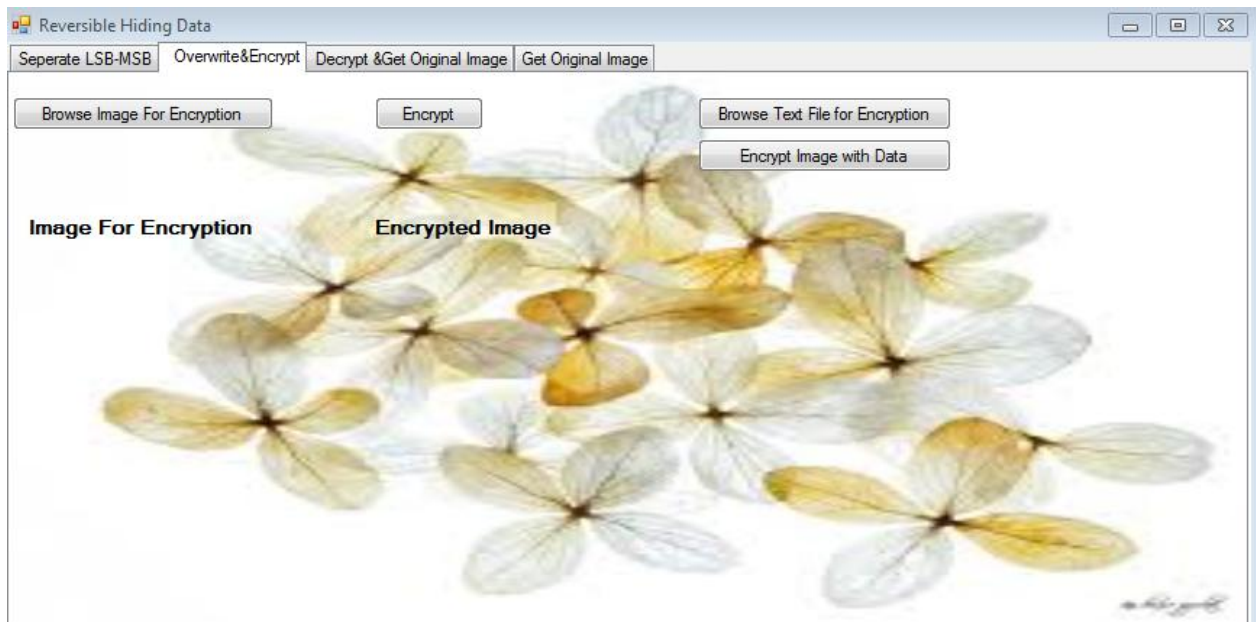 Reversible Hiding Data
Seperate LSB-MSB Overwrite&Encrypt Decrypt &Get Original Image Get Original Image
Browse Image For Encryption Encrypt Browse Text File for Encryption
Encrypt Image with Data
Image For Encryption Encrypted Image